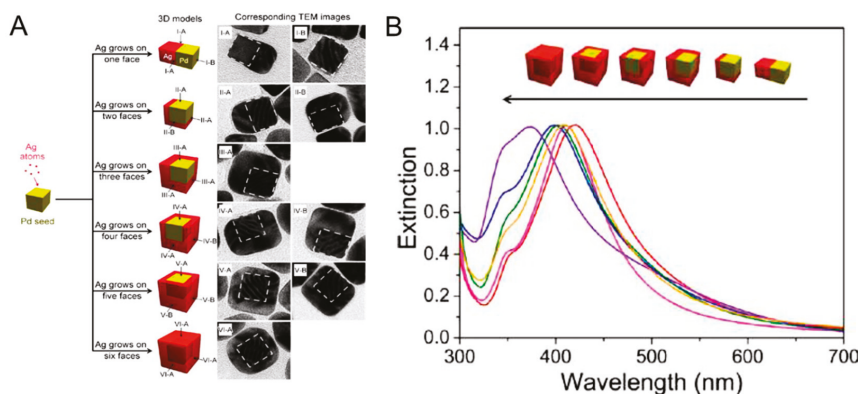 A
3D models
Corresponding TEM images
Ag grows on
one face
I-A
Ag
Pd
I-A
I-B
I-A
I-B
Ag grows on
two faces
II-A
II-B
II-A
II-A
II-B
Ag grows on
three faces
III-A
III-A
III-A
III-A
Ag
atoms
Pd seed
Ag grows on
four faces
IV-A
IV-B
IV-A
IV-A
IV-B
Ag grows on
five faces
V-A
V-B
V-B
V-A
V-B
Ag grows on
six faces
VI-A
VI-A
VI-A
VI-A
B
Extinction
1.4
1.2
1.0
0.8
0.6
0.4
0.2
0.0
300
400
500
600
700
Wavelength (nm)